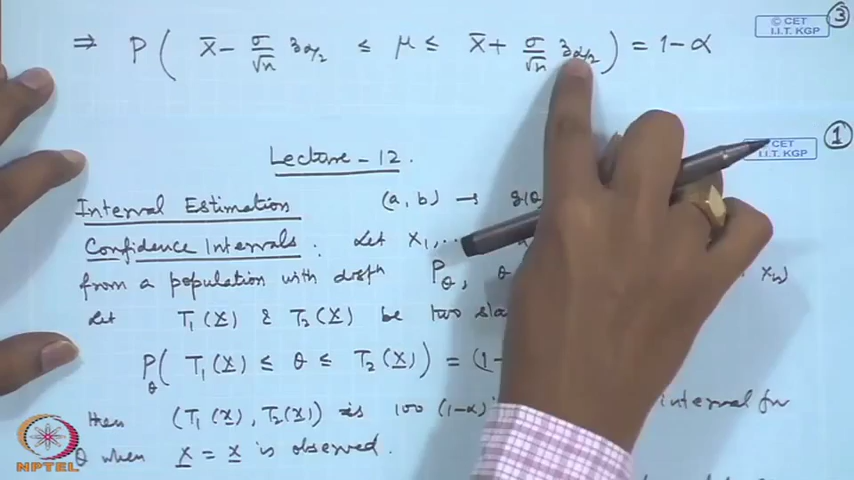 ⇒ P( X̄ - σ/√n z_{α/2} ≤ μ ≤ X̄ + σ/√n z_{α/2} ) = 1 - α
© CET
I.I.T. KGP
3
Lecture - 12.
CET
I.I.T. KGP
1
Interval Estimation (a, b) →
Confidence Intervals : Let X₁, ...
from a population with distⁿ P_θ, θ
Let T₁(X) & T₂(X) be two
P_θ( T₁(X) ≤ θ ≤ T₂(X) ) = (1-
then (T₁(x), T₂(x)) is 100 (1-α) interval for
θ when X = x is observed.
NPTEL